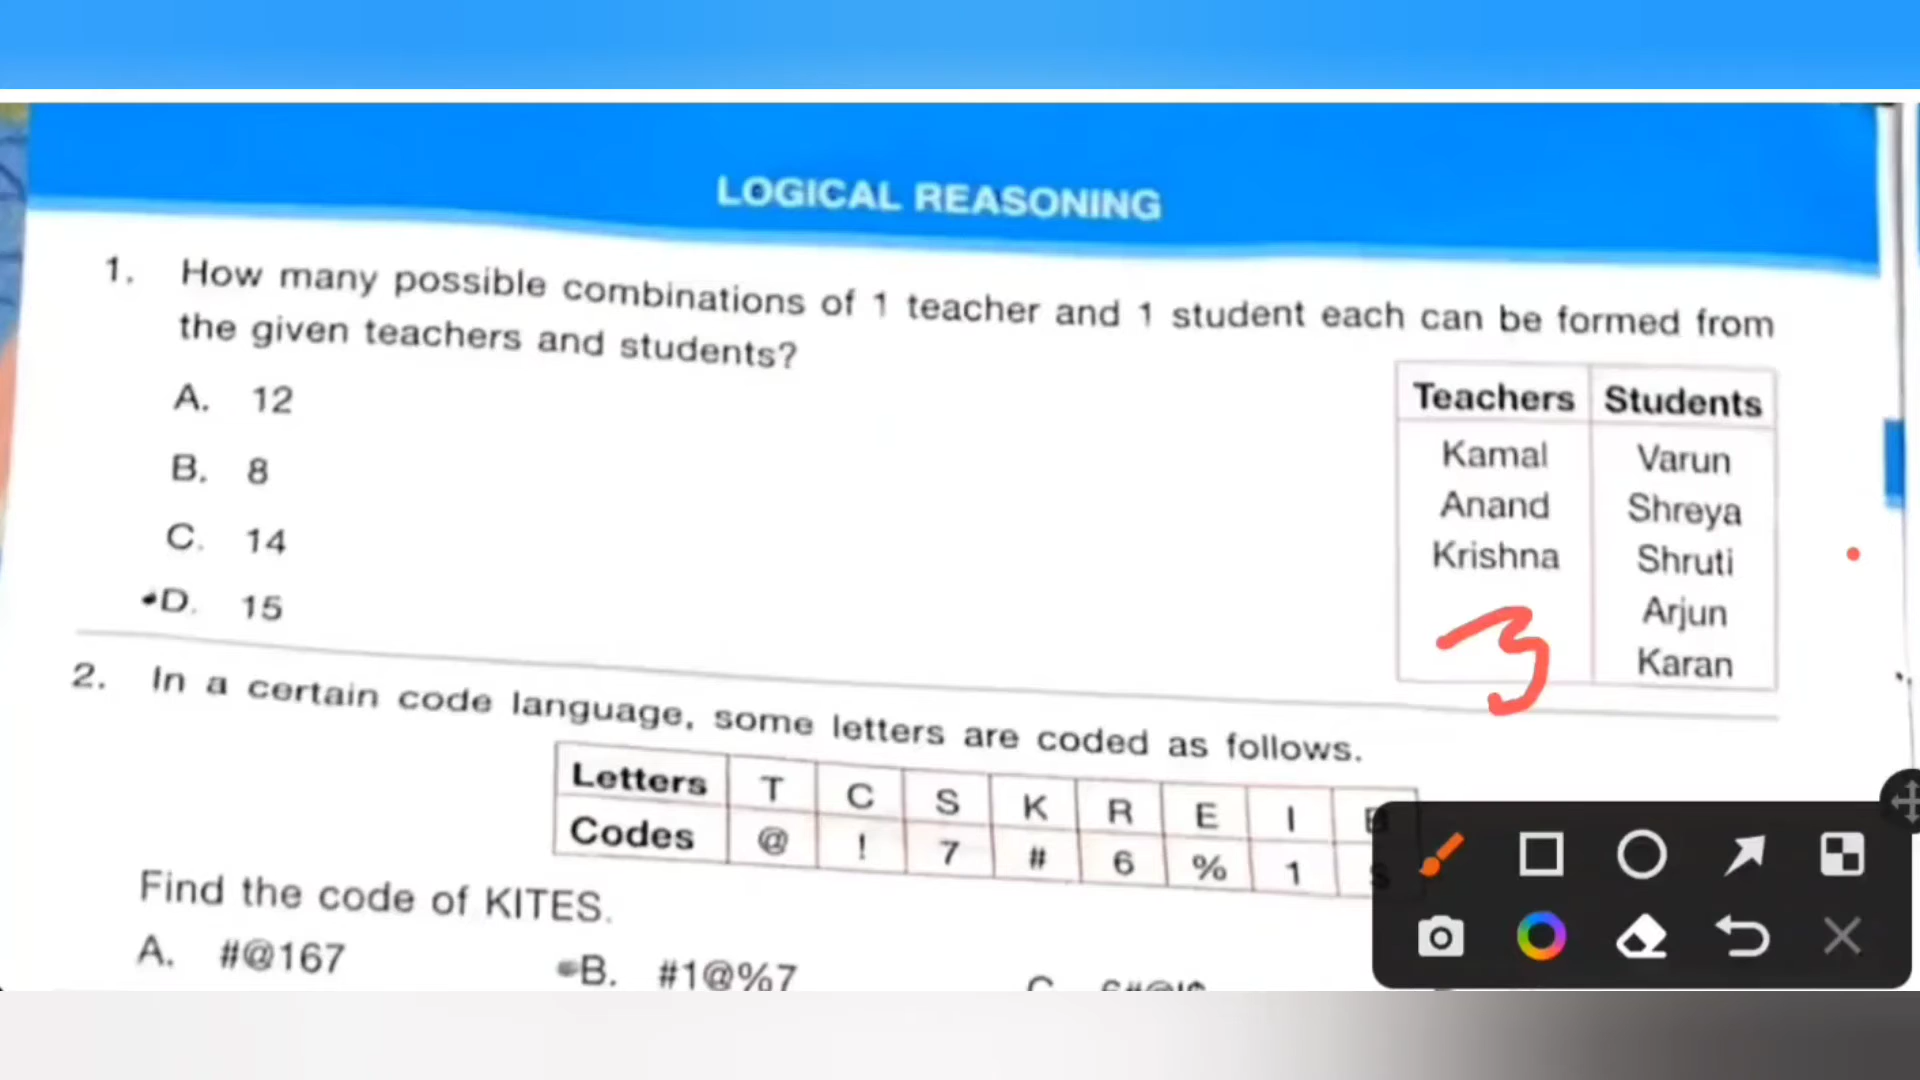 LOGICAL REASONING
1. How many possible combinations of 1 teacher and 1 student each can be formed from
the given teachers and students?
A. 12
B. 8
C. 14
D. 15
Teachers Students
Kamal Varun
Anand Shreya
Krishna Shruti
Arjun
Karan
3
2. In a certain code language, some letters are coded as follows.
Letters T C S K R E I
Codes @ ! 7 # 6 % 1
Find the code of KITES.
A. #@167
B. #1@%7